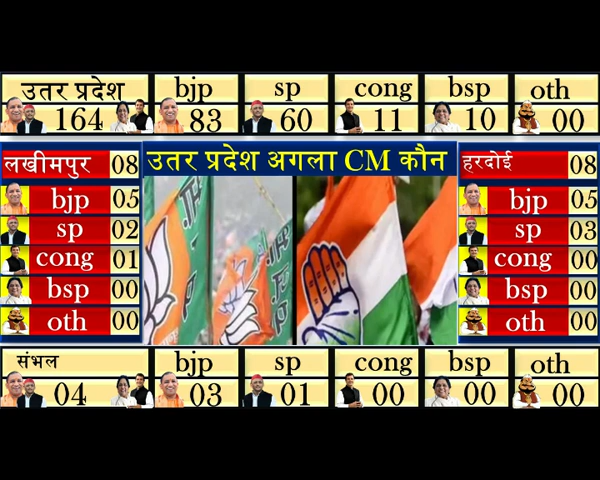 उतर प्रदेश bjp sp cong bsp oth
164 83 60 11 10 00
लखीमपुर 08
bjp 05
sp 02
cong 01
bsp 00
oth 00
उतर प्रदेश अगला CM कौन
हरदोई 08
bjp 05
sp 03
cong 00
bsp 00
oth 00
संभल bjp sp cong bsp oth
04 03 01 00 00 00